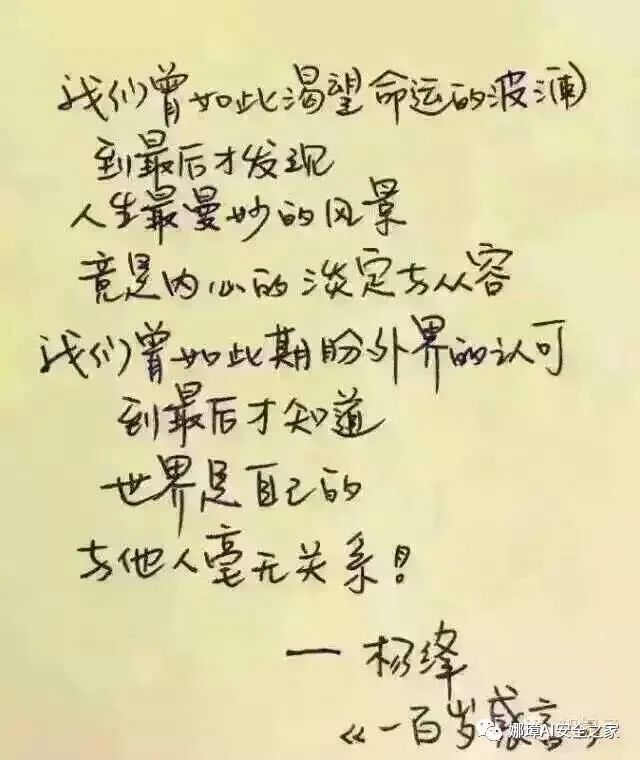 我们曾如此渴望命运的波澜
到最后才发现
人生最曼妙的风景
竟是内心的淡定与从容
我们曾如此期盼外界的认可
到最后才知道
世界是自己的
与他人毫无关系!
— 杨绛
《一百岁感言》
娜璋AI安全之家